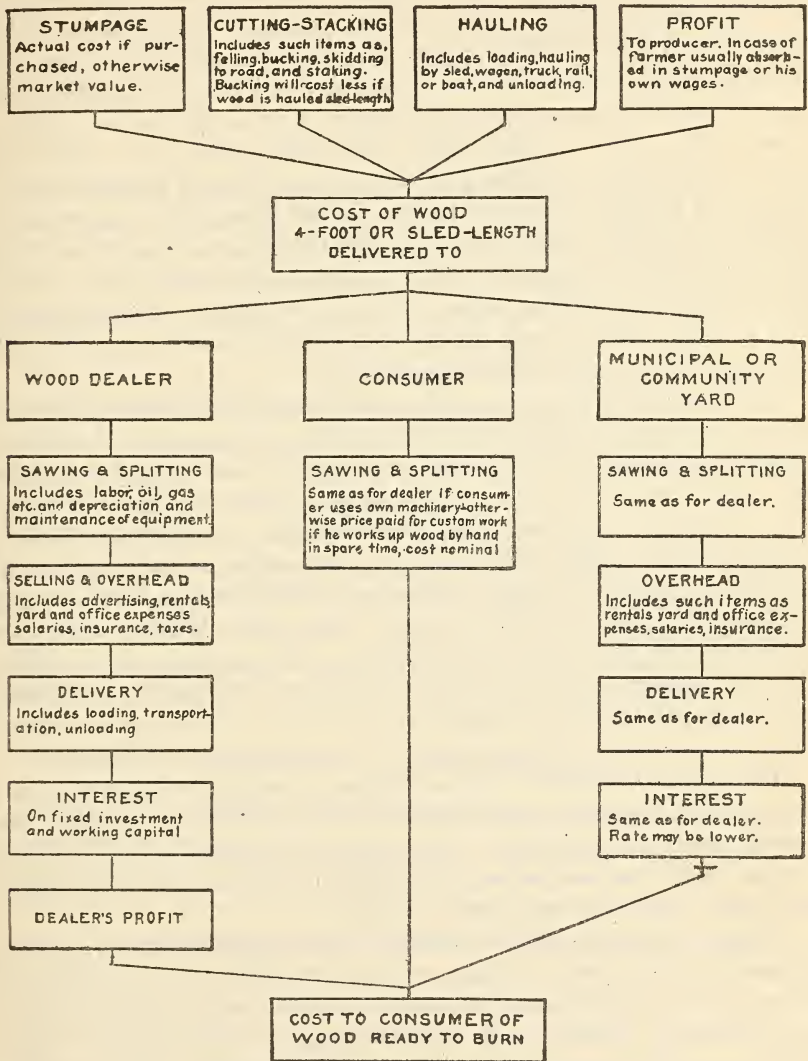 STUMPAGE
Actual cost if pur-
chased, otherwise
market value.
CUTTING-STACKING
Includes such items as,
felling, bucking, skidding
to road, and staking.
Bucking will cost less if
wood is hauled sled-length
HAULING
Includes loading, hauling
by sled, wagon, truck, rail,
or boat, and unloading.
PROFIT
To producer. In case of
farmer usually absorb-
ed in stumpage or his
own wages.
COST OF WOOD
4-FOOT OR SLED-LENGTH
DELIVERED TO
WOOD DEALER
SAWING & SPLITTING
Includes labor, oil, gas
etc. and depreciation and
maintenance of equipment.
SELLING & OVERHEAD
Includes advertising, rentals,
yard and office expenses
salaries, insurance, taxes.
DELIVERY
Includes loading, transport-
ation, unloading
INTEREST
On fixed investment
and working capital
DEALER'S PROFIT
CONSUMER
SAWING & SPLITTING
Same as for dealer if consum-
er uses own machinery-other-
wise price paid for custom work
if he works up wood by hand
in spare time, cost nominal
MUNICIPAL OR
COMMUNITY
YARD
SAWING & SPLITTING
Same as for dealer.
OVERHEAD
Includes such items as
rentals yard and office ex-
penses, salaries, insurance.
DELIVERY
Same as for dealer.
INTEREST
Same as for dealer.
Rate may be lower.
COST TO CONSUMER OF
WOOD READY TO BURN